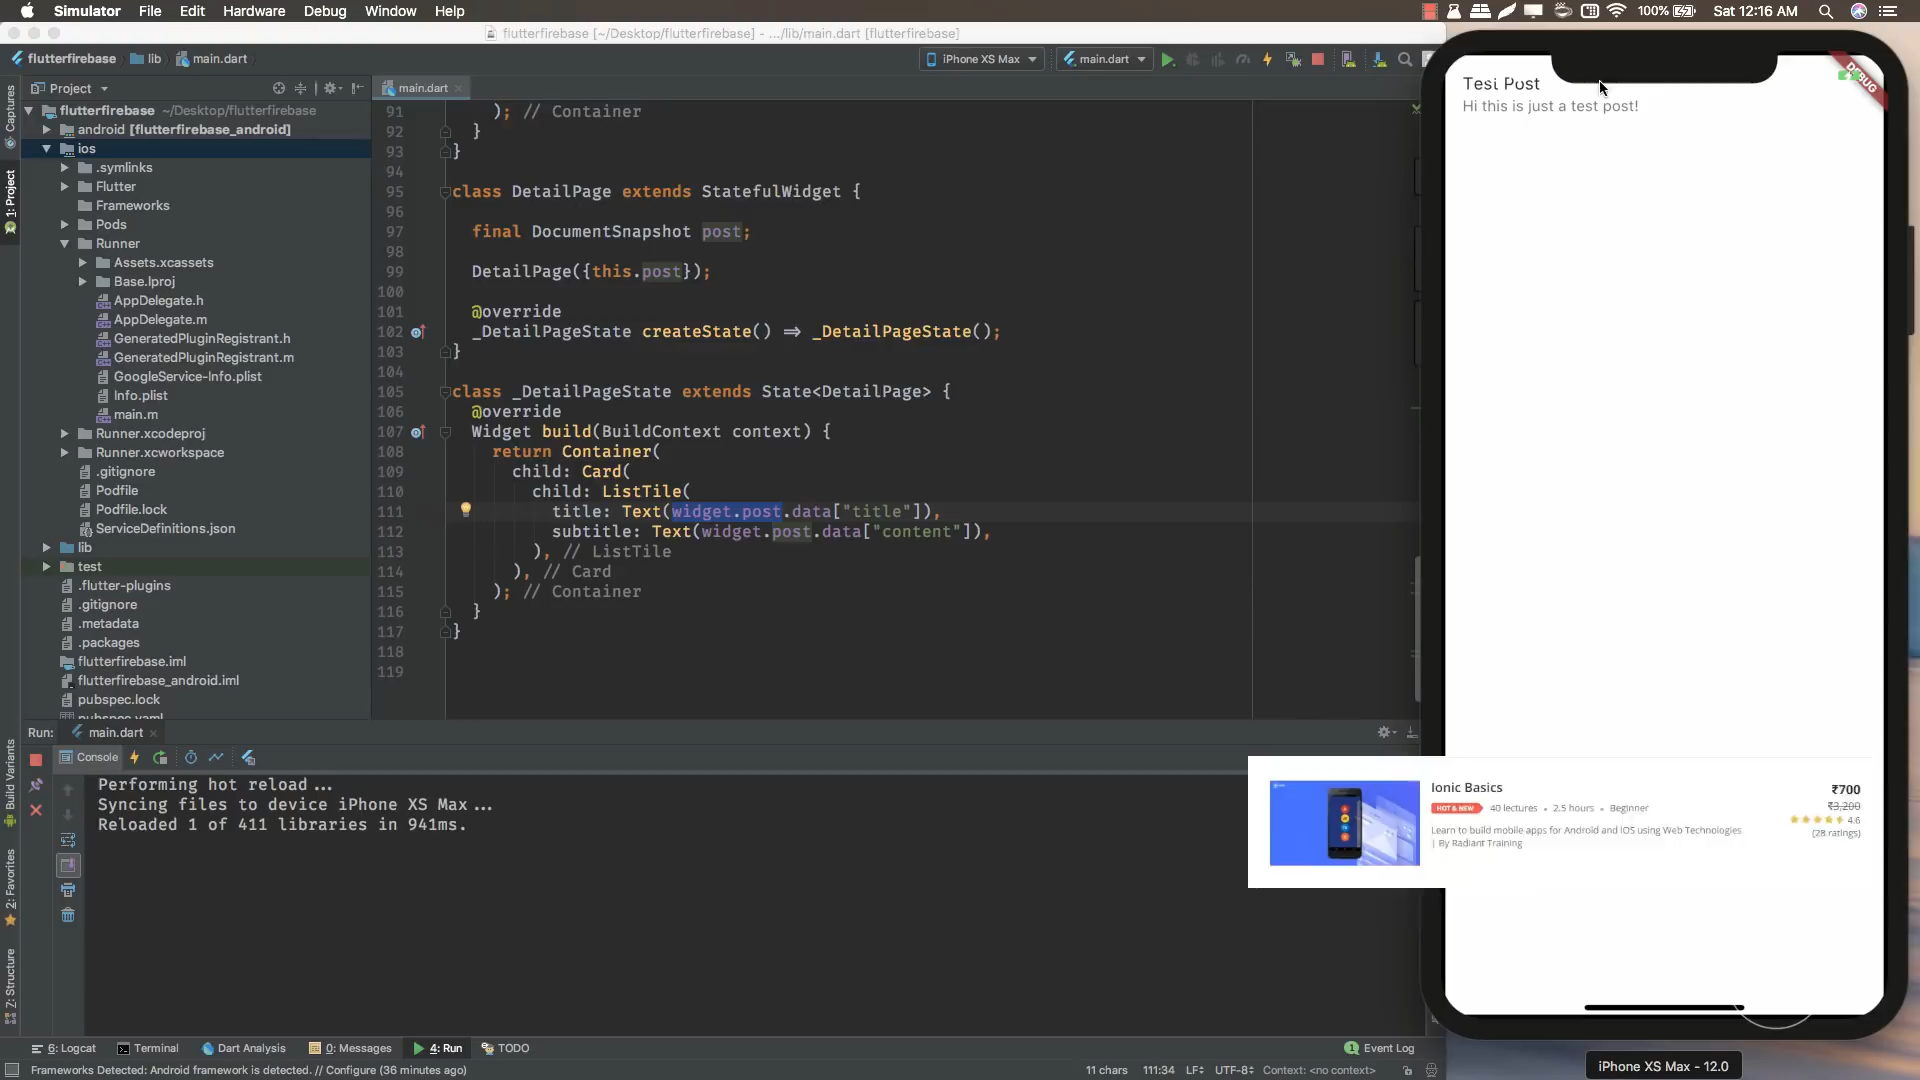 Simulator File Edit Hardware Debug Window Help 100% Sat 12:16 AM
flutterfirebase [~/Desktop/flutterfirebase] - .../lib/main.dart [flutterfirebase]
flutterfirebase lib main.dart iPhone XS Max main.dart
Project
main.dart
Captures
1: Project
Build Variants
2: Favorites
7: Structure
flutterfirebase ~/Desktop/flutterfirebase
android [flutterfirebase_android]
ios
.symlinks
Flutter
Frameworks
Pods
Runner
Assets.xcassets
Base.lproj
AppDelegate.h
AppDelegate.m
GeneratedPluginRegistrant.h
GeneratedPluginRegistrant.m
GoogleService-Info.plist
Info.plist
main.m
Runner.xcodeproj
Runner.xcworkspace
.gitignore
Podfile
Podfile.lock
ServiceDefinitions.json
lib
test
.flutter-plugins
.gitignore
.metadata
.packages
flutterfirebase.iml
flutterfirebase_android.iml
pubspec.lock
pubspec.yaml
91 ); // Container
92 }
93 }
94
95 class DetailPage extends StatefulWidget {
96
97 final DocumentSnapshot post;
98
99 DetailPage({this.post});
100
101 @override
102 _DetailPageState createState() => _DetailPageState();
103 }
104
105 class _DetailPageState extends State<DetailPage> {
106 @override
107 Widget build(BuildContext context) {
108 return Container(
109 child: Card(
110 child: ListTile(
111 title: Text(widget.post.data["title"]),
112 subtitle: Text(widget.post.data["content"]),
113 ), // ListTile
114 ), // Card
115 ); // Container
116 }
117 }
118
119
Run: main.dart
Console
Performing hot reload...
Syncing files to device iPhone XS Max...
Reloaded 1 of 411 libraries in 941ms.
6: Logcat Terminal Dart Analysis 0: Messages 4: Run TODO Event Log
Frameworks Detected: Android framework is detected. // Configure (36 minutes ago) 11 chars 111:34 LF÷ UTF-8÷ Context: <no context>
Test Post
Hi this is just a test post!
DEBUG
Ionic Basics ₹700
HOT & NEW 40 lectures • 2.5 hours • Beginner ₹3,200
4.6
Learn to build mobile apps for Android and iOS using Web Technologies
(28 ratings)
| By Radiant Training
iPhone XS Max - 12.0